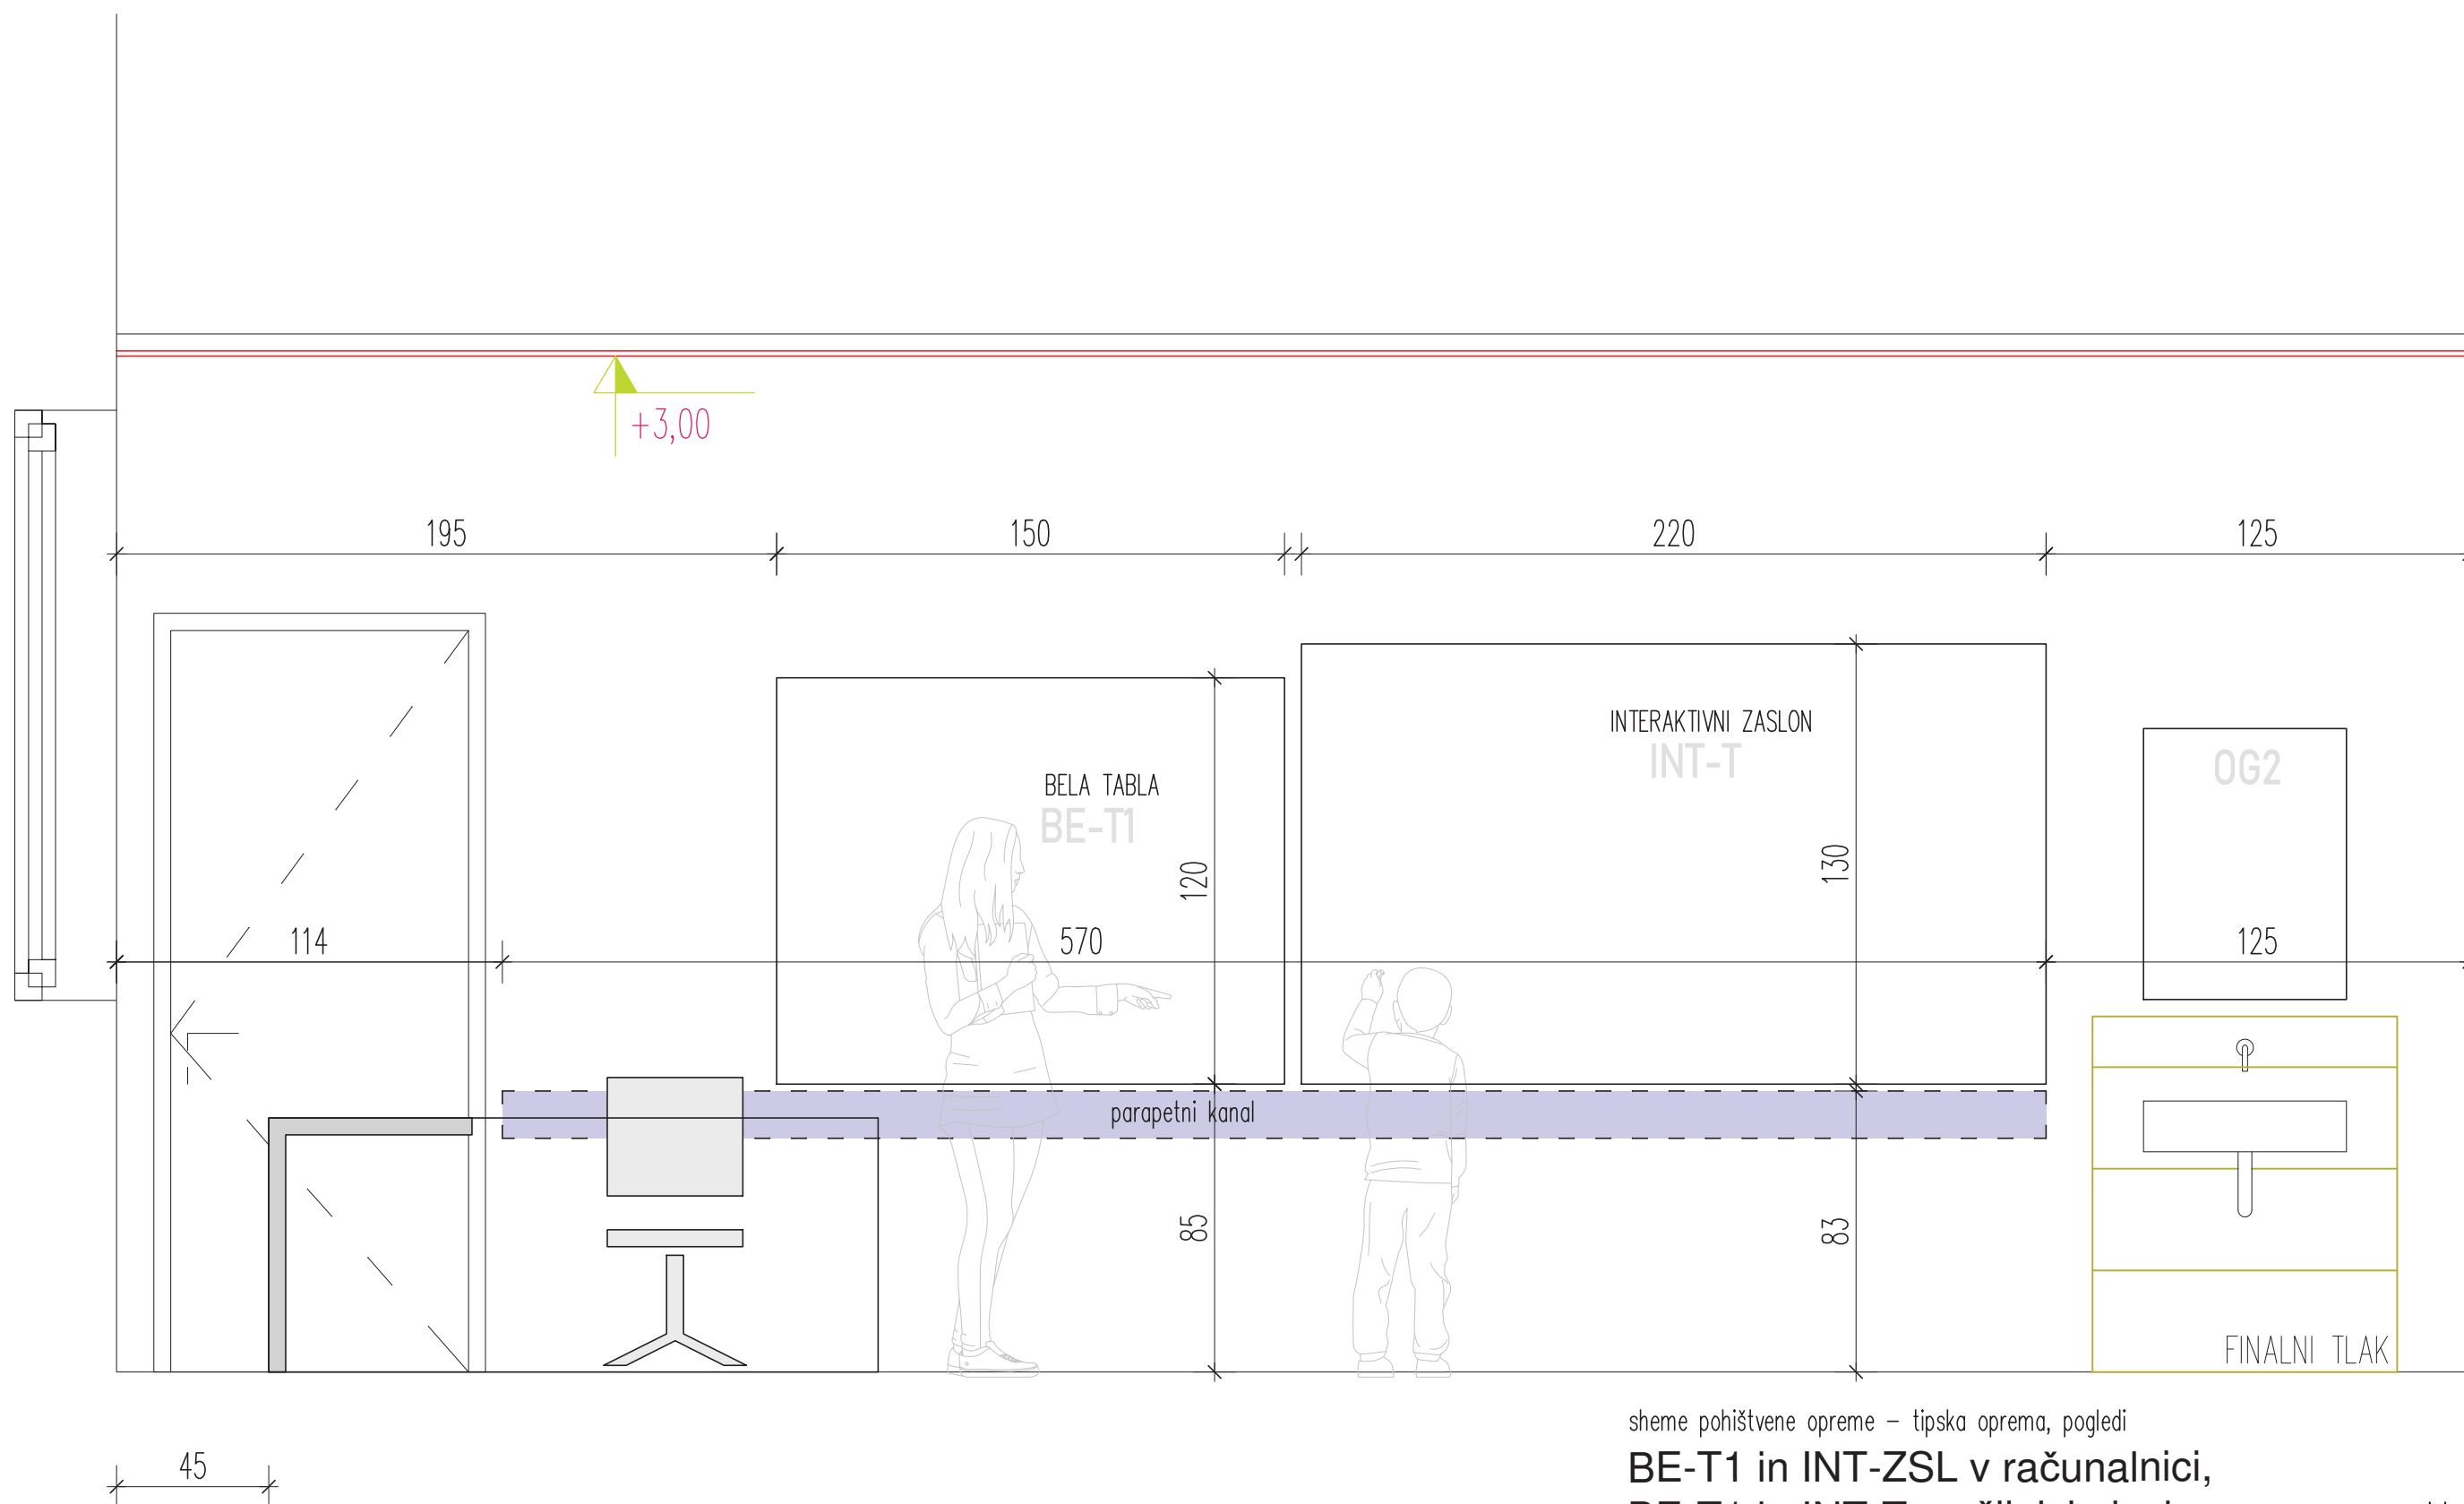 +3,00
195 150 220 125
INTERAKTIVNI ZASLON
INT-T
OG2
BELA TABLA
BE-T1
120
130
114 570 125
parapetni kanal
85
83
FINALNI TLAK
sheme pohištvene opreme – tipska oprema, pogledi
45
BE-T1 in INT-ZSL v računalnici,